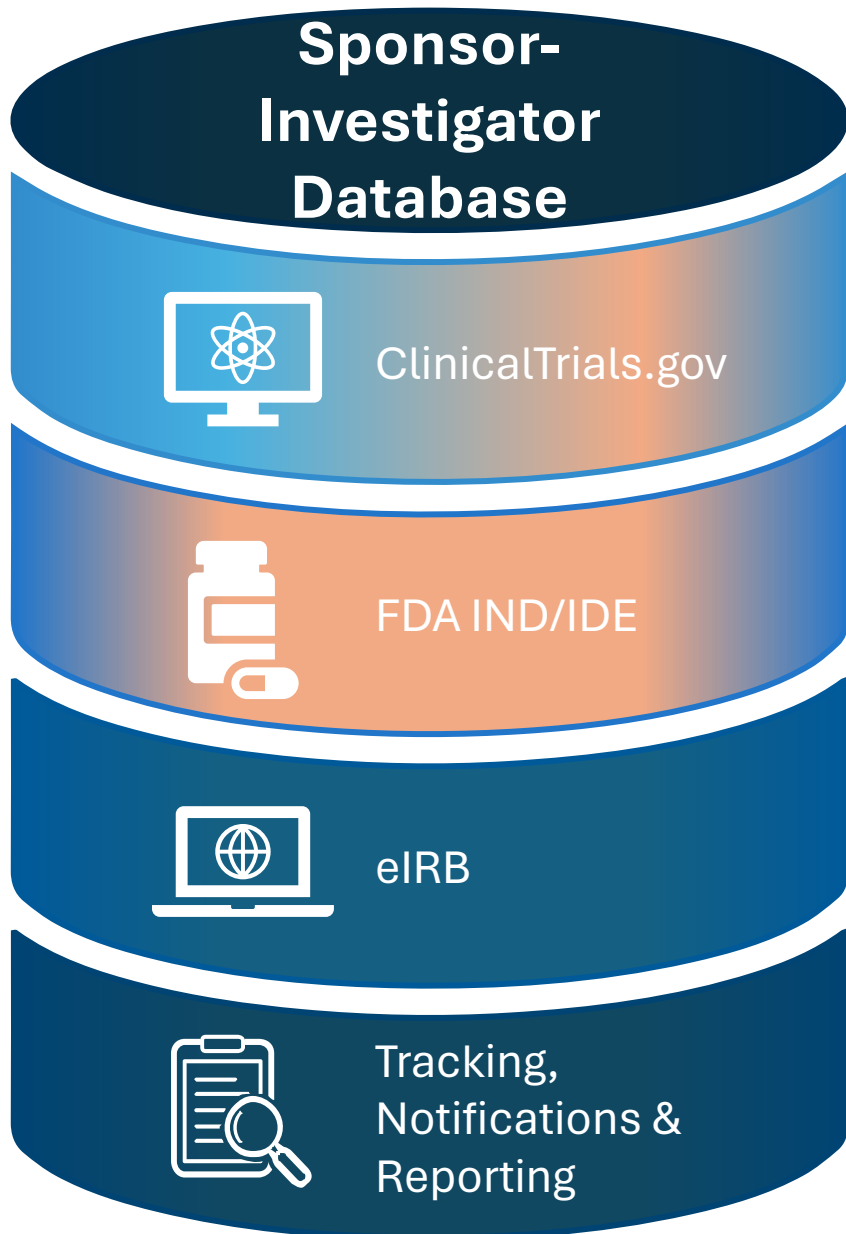 Sponsor-
Investigator
Database
ClinicalTrials.gov
FDA IND/IDE
eIRB
Tracking,
Notifications &
Reporting